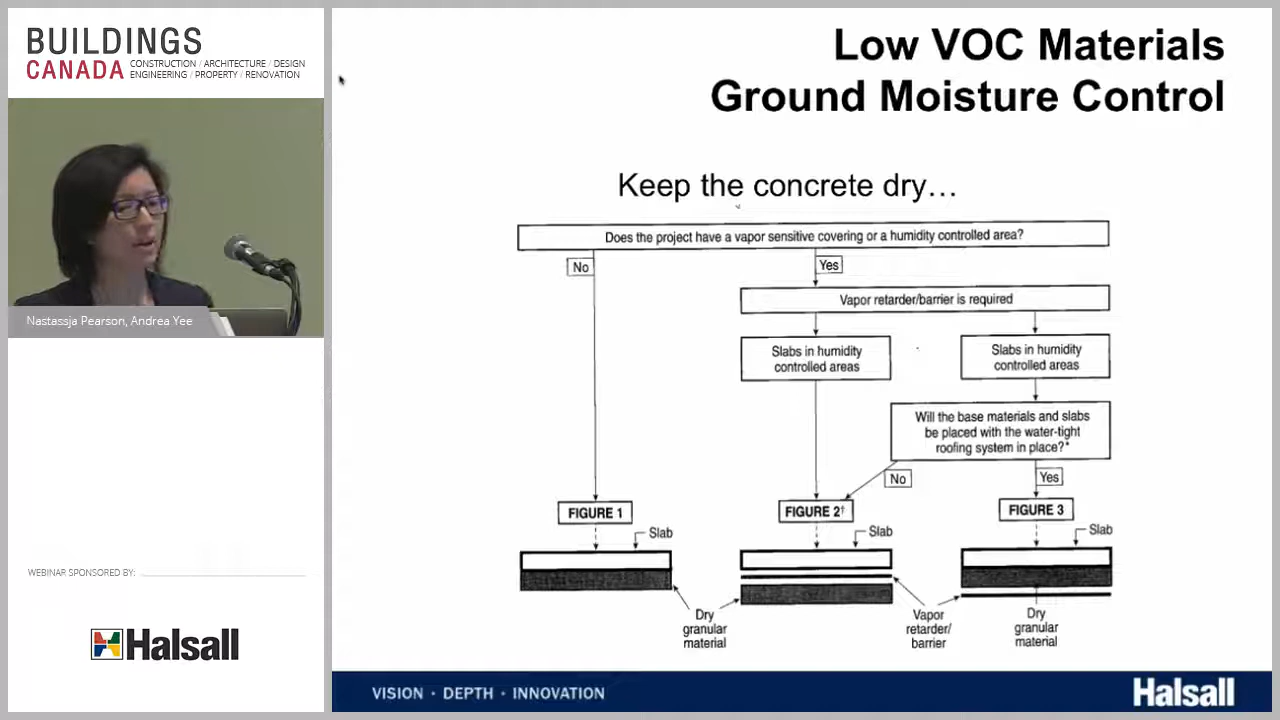 BUILDINGS
CANADA
CONSTRUCTION / ARCHITECTURE / DESIGN
ENGINEERING / PROPERTY / RENOVATION
Nastassja Pearson, Andrea Yee
WEBINAR SPONSORED BY:
Halsall
Low VOC Materials
Ground Moisture Control
Keep the concrete dry…
Does the project have a vapor sensitive covering or a humidity controlled area?
No
Yes
Vapor retarder/barrier is required
Slabs in humidity
controlled areas
Slabs in humidity
controlled areas
Will the base materials and slabs
be placed with the water-tight
roofing system in place?*
No
Yes
FIGURE 1
FIGURE 2†
FIGURE 3
Slab
Slab
Slab
Dry
granular
material
Vapor
retarder/
barrier
Dry
granular
material
VISION · DEPTH · INNOVATION
Halsall